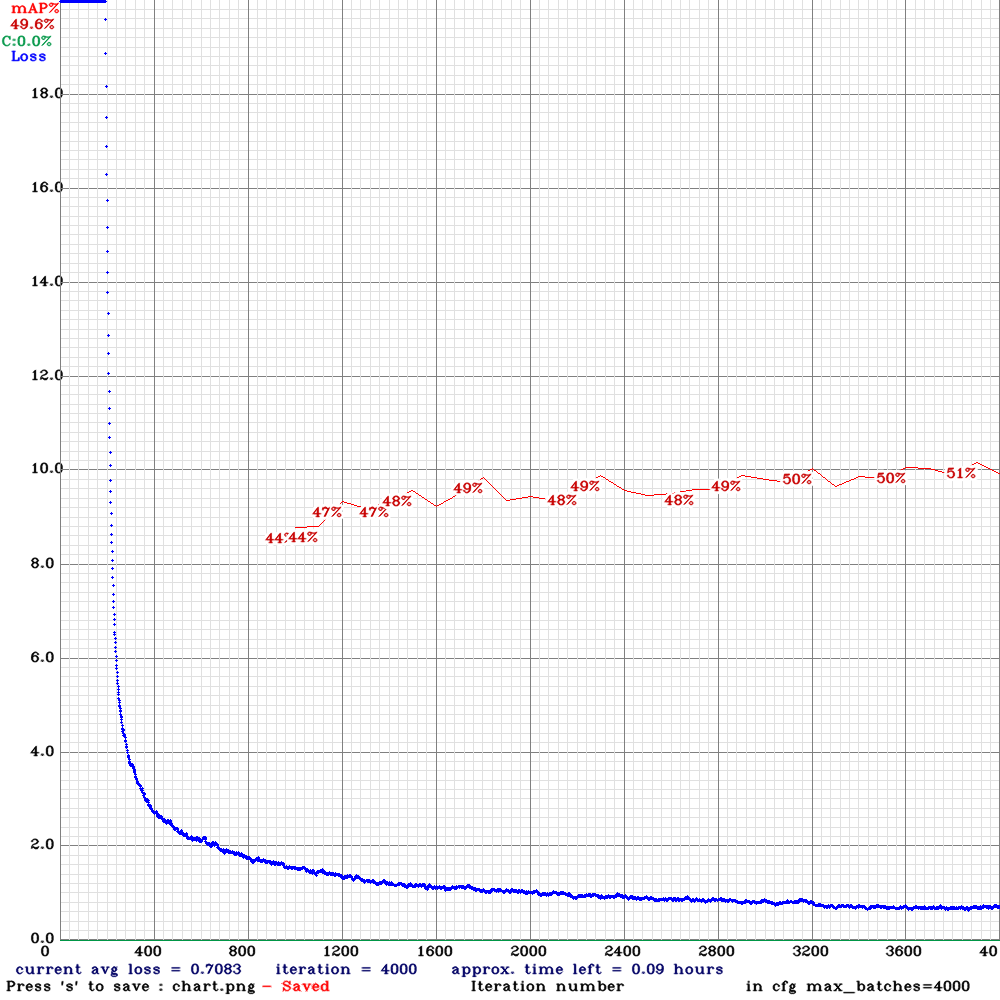 mAP%
49.6%
C:0.0%
Loss
18.0
16.0
14.0
12.0
10.0
8.0
6.0
4.0
2.0
0.0
44% 44% 47% 47% 48% 49% 48% 49% 48% 49% 50% 50% 51%
0 400 800 1200 1600 2000 2400 2800 3200 3600 40
current avg loss = 0.7083 iteration = 4000 approx. time left = 0.09 hours
Press 's' to save : chart.png - Saved Iteration number in cfg max_batches=4000